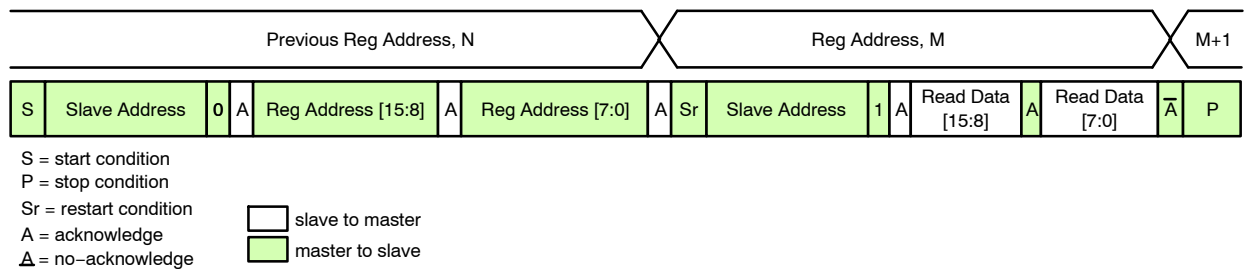 Previous Reg Address, N Reg Address, M M+1
S Slave Address 0 A Reg Address [15:8] A Reg Address [7:0] A Sr Slave Address 1 A Read Data [15:8] A Read Data [7:0] A̅ P
S = start condition
P = stop condition
Sr = restart condition
A = acknowledge
A̅ = no−acknowledge
slave to master
master to slave